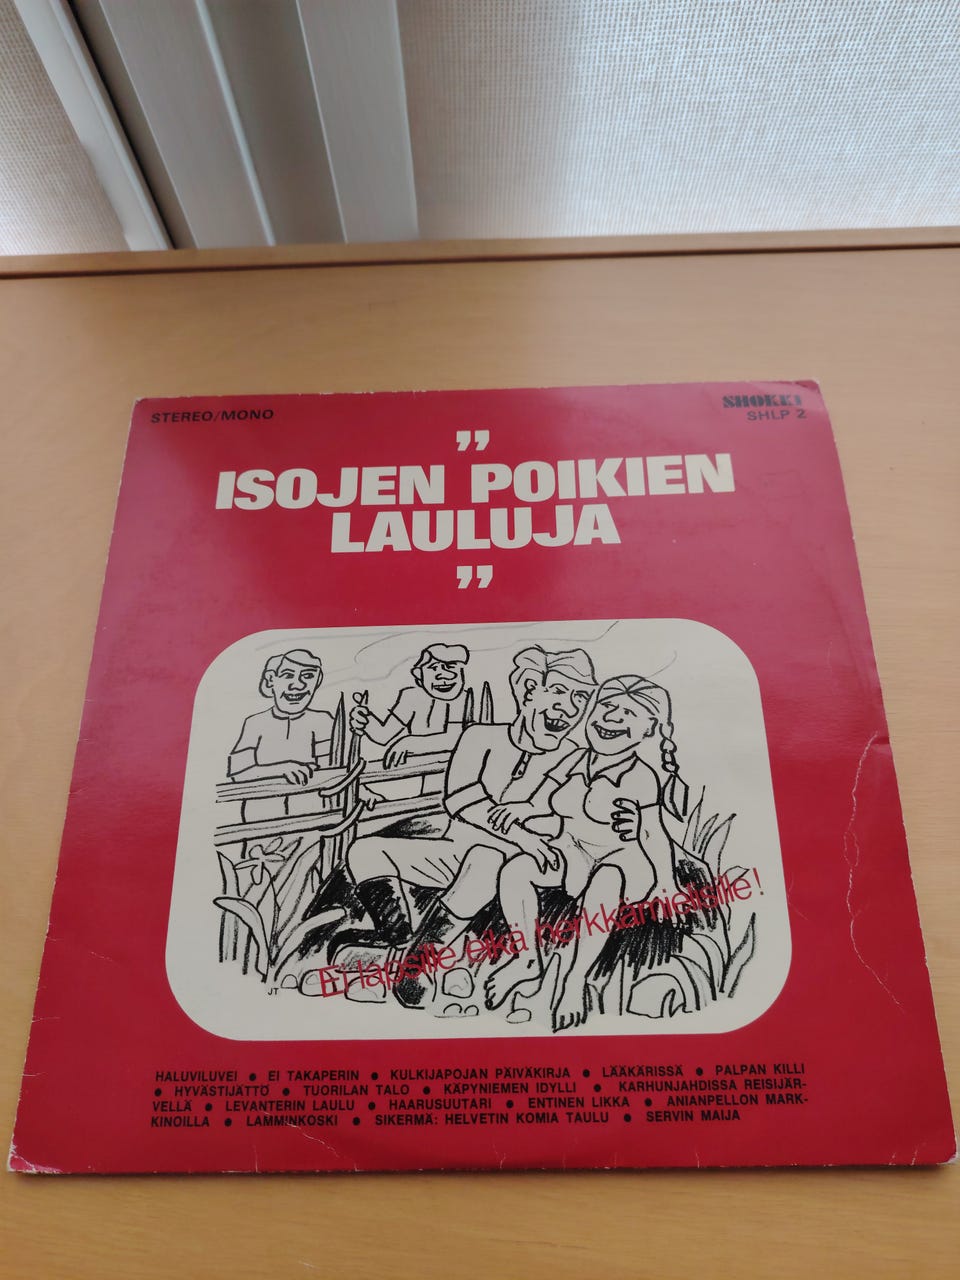 STEREO/MONO
SHOKKI
SHLP 2
”
ISOJEN POIKIEN
LAULUJA
”
Ei lapsille eikä herkkämielisille!
JT
HALUVILUVEI ● EI TAKAPERIN ● KULKIJAPOJAN PÄIVÄKIRJA ● LÄÄKÄRISSÄ ● PALPAN KILLI
● HYVÄSTIJÄTTÖ ● TUORILAN TALO ● KÄPYNIEMEN IDYLLI ● KARHUNJAHDISSA REISIJÄR-
VELLÄ ● LEVANTERIN LAULU ● HAARUSUUTARI ● ENTINEN LIKKA ● ANIANPELLON MARK-
KINOILLA ● LAMMINKOSKI ● SIKERMÄ: HELVETIN KOMIA TAULU ● SERVIN MAIJA